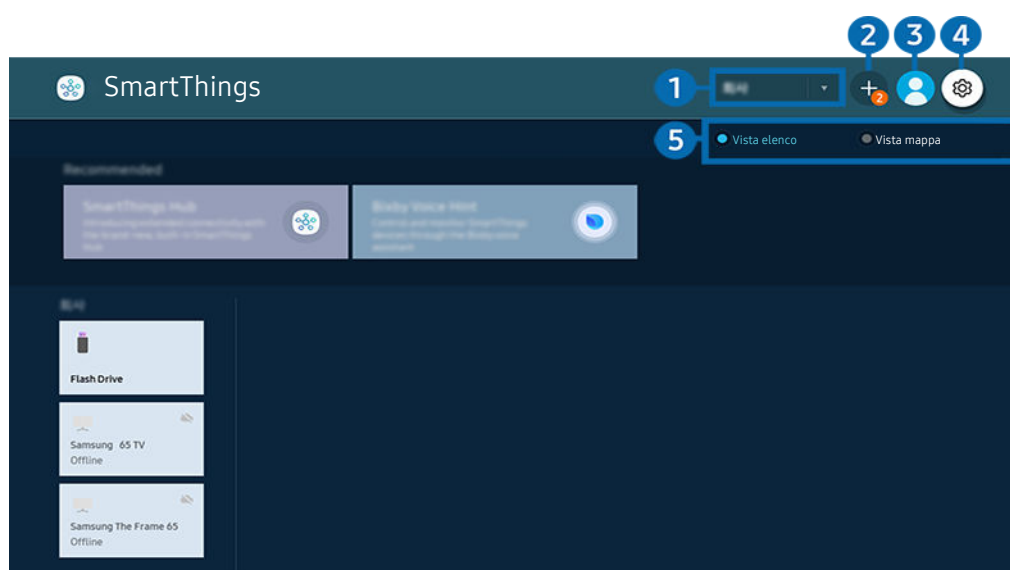 2 3 4
SmartThings
1
2
5
Vista elenco
Vista mappa
Recommended
SmartThings Hub
Bixby Voice Hint
Flash Drive
Samsung 65 TV
Offline
Samsung The Frame 65
Offline